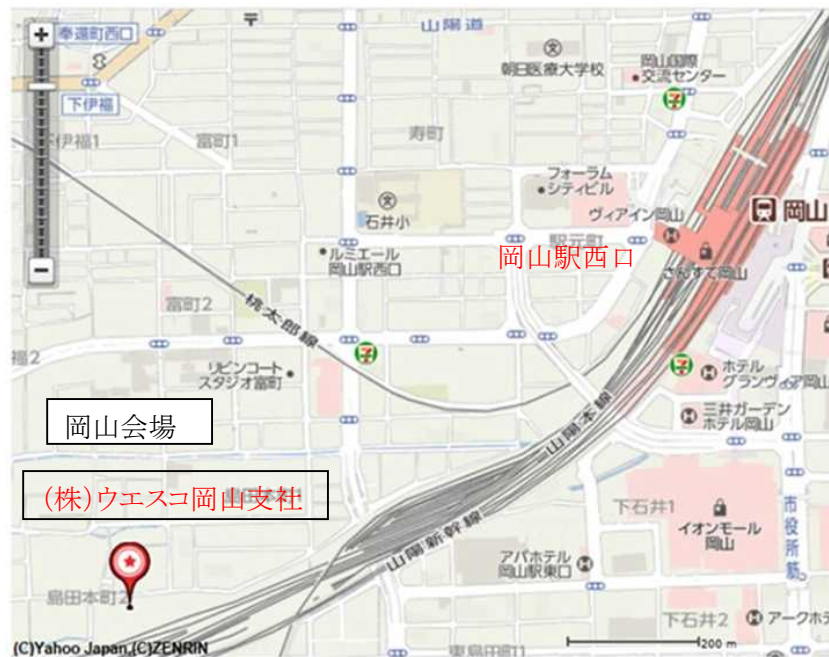 奉還町西口
山陽道
下伊福
下伊福1
富町1
寿町
朝日医療大学校
岡山国際
交流センター
フォーラム
シティビル
ヴィアイン岡山
岡山
石井小
駅元町
岡山駅西口
さんすて岡山
ルミエール
岡山駅西口
富町2
桃太郎線
リビンコート
スタジオ富町
ホテル
グランヴィア岡山
三井ガーデン
ホテル岡山
山陽本線
岡山会場
(株)ウエスコ岡山支社
下石井1
イオンモール
岡山
市役所筋
山陽新幹線
アパホテル
岡山駅東口
島田本町2
下石井2
アークホテ
200 m
(C)Yahoo Japan,(C)ZENRIN
東島田町1